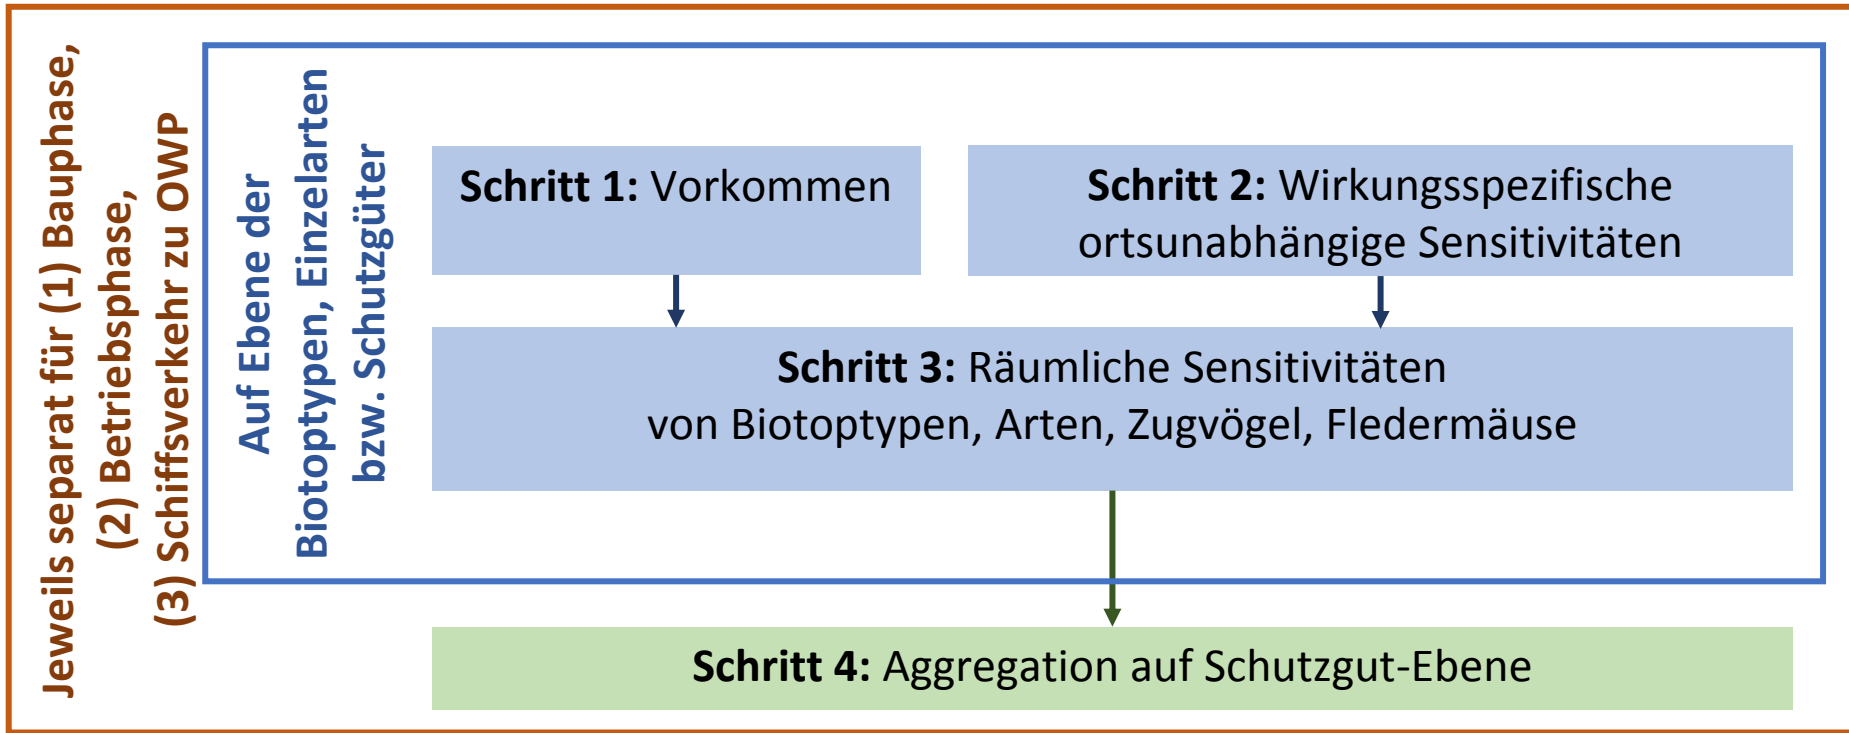 Jeweils separat für (1) Bauphase,
(2) Betriebsphase,
(3) Schiffsverkehr zu OWP
Auf Ebene der
Biotoptypen, Einzelarten
bzw. Schutzgüter
Schritt 1: Vorkommen
Schritt 2: Wirkungsspezifische
ortsunabhängige Sensitivitäten
Schritt 3: Räumliche Sensitivitäten
von Biotoptypen, Arten, Zugvögel, Fledermäuse
Schritt 4: Aggregation auf Schutzgut-Ebene